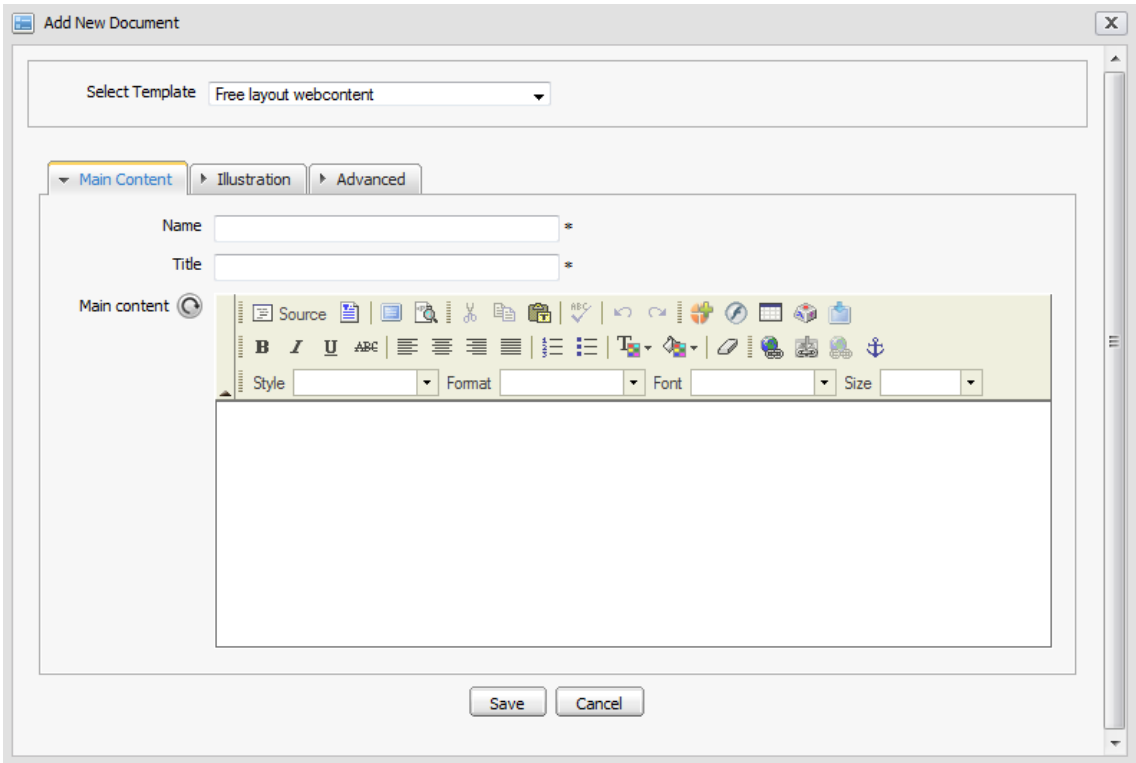 Add New Document
Select Template Free layout webcontent
Main Content Illustration Advanced
Name *
Title *
Main content Source ABC
B I U ABC T
Style Format Font Size
Save Cancel